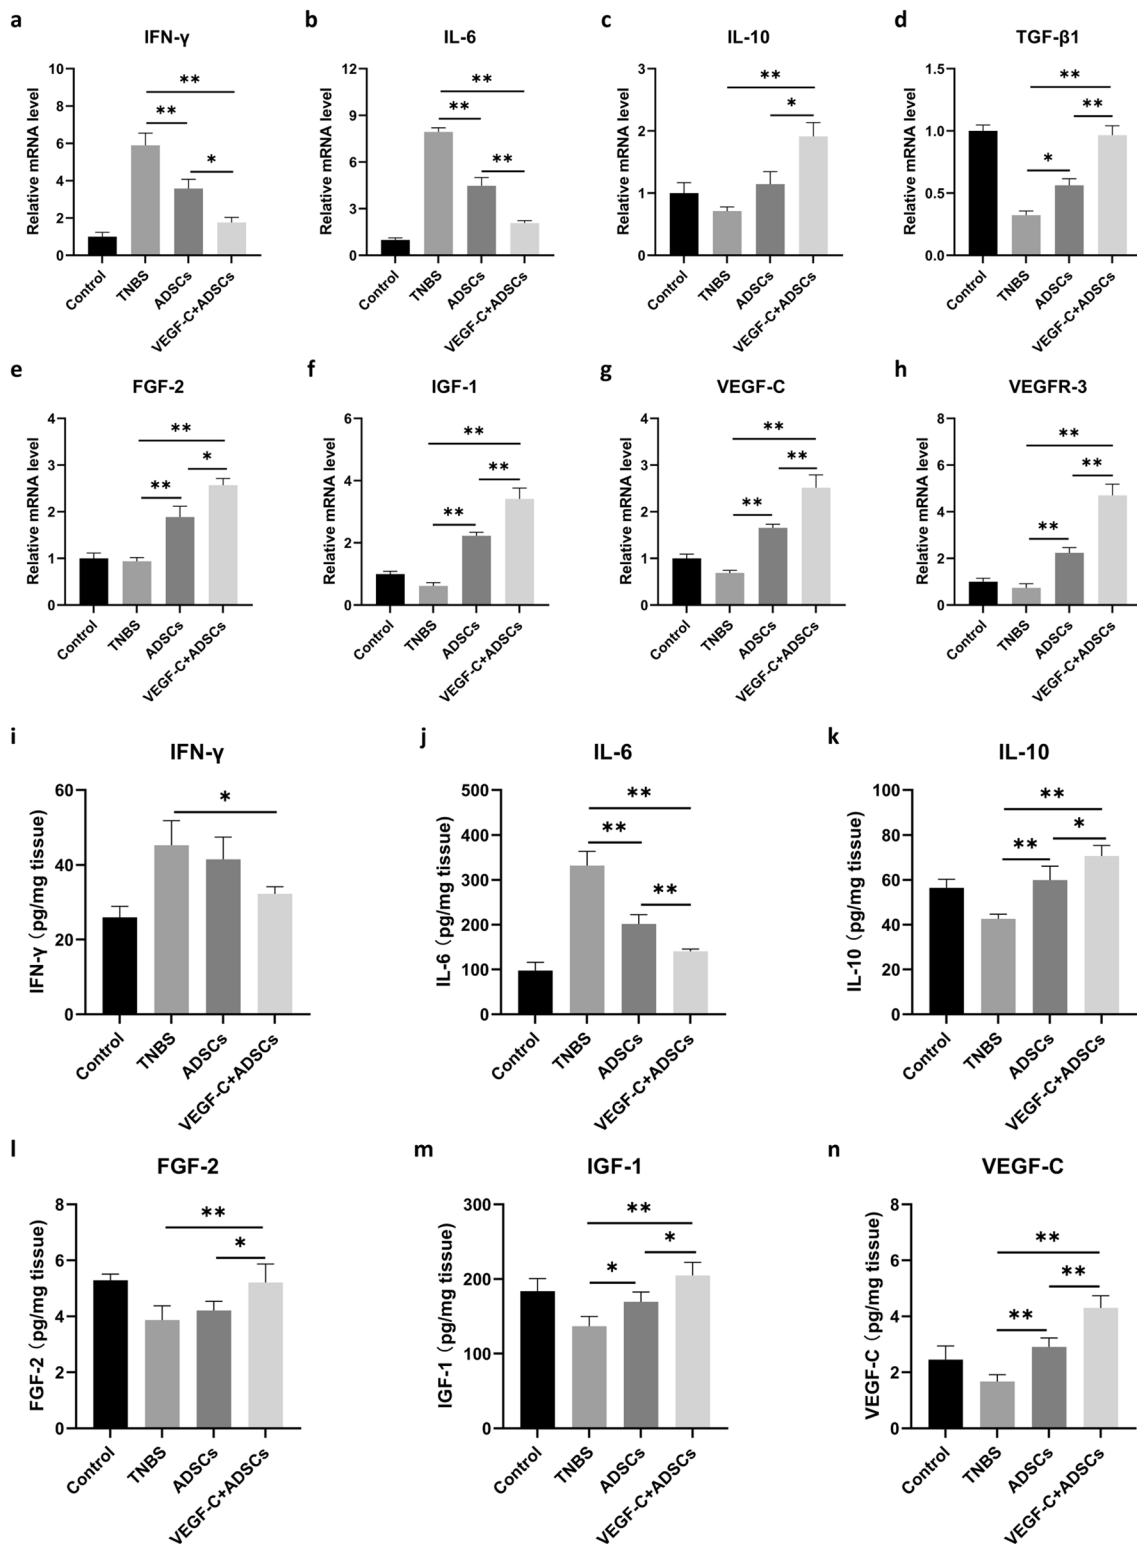 a
IFN-γ
Relative mRNA level
10
8
6
4
2
0
**
**
*
Control
TNBS
ADSCs
VEGF-C+ADSCs
b
IL-6
Relative mRNA level
12
9
6
3
0
**
**
**
Control
TNBS
ADSCs
VEGF-C+ADSCs
c
IL-10
Relative mRNA level
3
2
1
0
**
*
Control
TNBS
ADSCs
VEGF-C+ADSCs
d
TGF-β1
Relative mRNA level
1.5
1.0
0.5
0.0
**
**
*
Control
TNBS
ADSCs
VEGF-C+ADSCs
e
FGF-2
Relative mRNA level
4
3
2
1
0
**
*
**
Control
TNBS
ADSCs
VEGF-C+ADSCs
f
IGF-1
Relative mRNA level
6
4
2
0
**
**
**
Control
TNBS
ADSCs
VEGF-C+ADSCs
g
VEGF-C
Relative mRNA level
4
3
2
1
0
**
**
**
Control
TNBS
ADSCs
VEGF-C+ADSCs
h
VEGFR-3
Relative mRNA level
8
6
4
2
0
**
**
**
Control
TNBS
ADSCs
VEGF-C+ADSCs
i
IFN-γ
IFN-γ（pg/mg tissue)
60
40
20
0
*
Control
TNBS
ADSCs
VEGF-C+ADSCs
j
IL-6
IL-6（pg/mg tissue)
500
400
300
200
100
0
**
**
**
Control
TNBS
ADSCs
VEGF-C+ADSCs
k
IL-10
IL-10（pg/mg tissue)
100
80
60
40
20
0
**
*
**
Control
TNBS
ADSCs
VEGF-C+ADSCs
l
FGF-2
FGF-2（pg/mg tissue)
8
6
4
2
0
**
*
Control
TNBS
ADSCs
VEGF-C+ADSCs
m
IGF-1
IGF-1（pg/mg tissue)
300
200
100
0
**
*
*
Control
TNBS
ADSCs
VEGF-C+ADSCs
n
VEGF-C
VEGF-C（pg/mg tissue)
8
6
4
2
0
**
**
**
Control
TNBS
ADSCs
VEGF-C+ADSCs